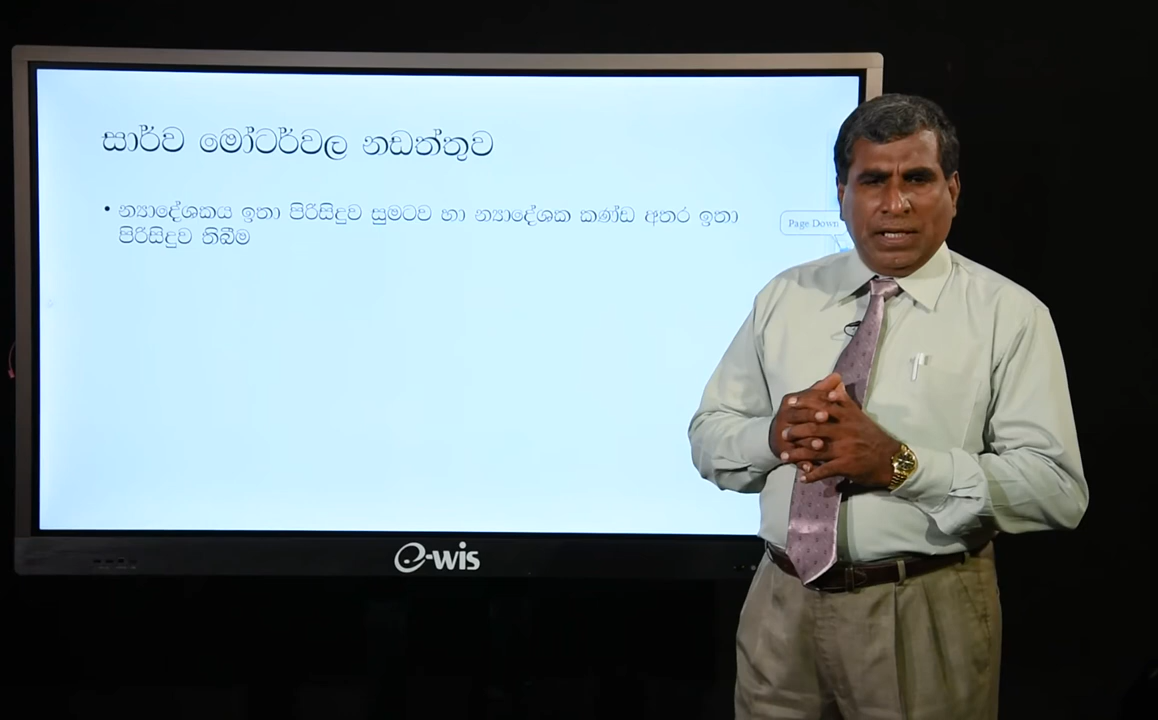 සාර්ව මෝටර්වල නඩත්තුව
• න්‍යාදේශකය ඉතා පිරිසිදුව සුමටව හා න්‍යාදේශක කණ්ඩ අතර ඉතා
පිරිසිදුව තිබීම
Page Down
e-wis